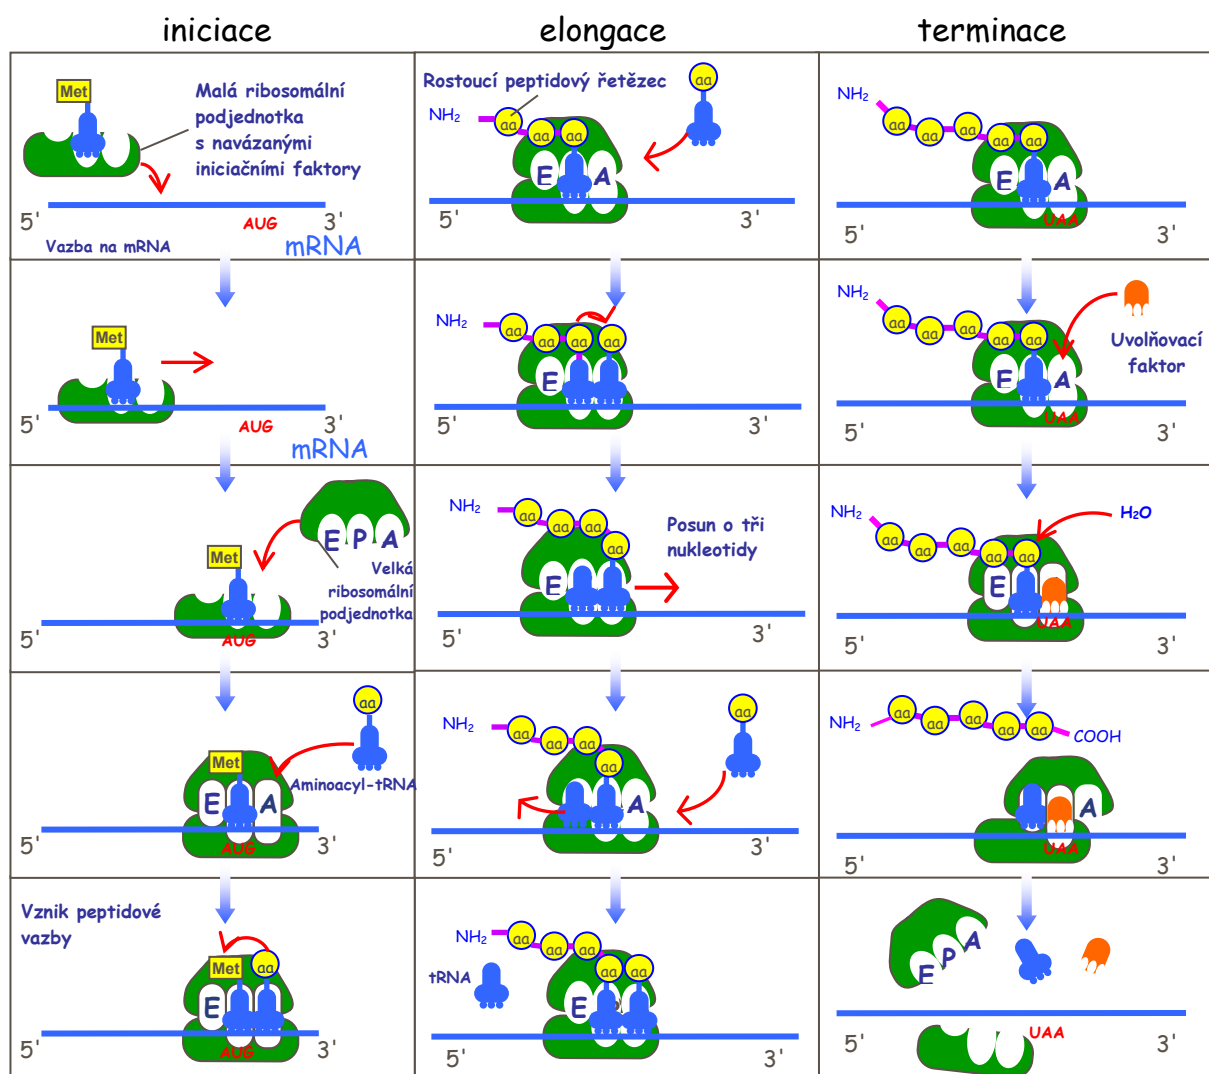 iniciace
elongace
terminace
Met
Malá ribosomální
podjednotka
s navázanými
iniciačními faktory
5'
AUG
3'
Vazba na mRNA
mRNA
Rostoucí peptidový řetězec
aa
NH₂
aa
aa
aa
E
A
5'
3'
NH₂
aa
aa
aa
aa
aa
E
A
UAA
5'
3'
Met
5'
AUG
3'
mRNA
NH₂
aa
aa
aa
aa
E
5'
3'
NH₂
aa
aa
aa
aa
aa
Uvolňovací
faktor
E
A
UAA
5'
3'
E P A
Met
Velká
ribosomální
podjednotka
5'
AUG
3'
NH₂
aa
aa
aa
aa
Posun o tři
nukleotidy
E
5'
3'
NH₂
H₂O
aa
aa
aa
aa
aa
E
UAA
5'
3'
aa
Met
Aminoacyl-tRNA
E
A
5'
AUG
3'
NH₂
aa
aa
aa
aa
aa
A
5'
3'
NH₂
aa
aa
aa
aa
aa
COOH
A
UAA
5'
3'
Vznik peptidové
vazby
Met
aa
E
5'
AUG
3'
NH₂
aa
aa
aa
aa
aa
tRNA
E
5'
3'
E P A
UAA
5'
3'